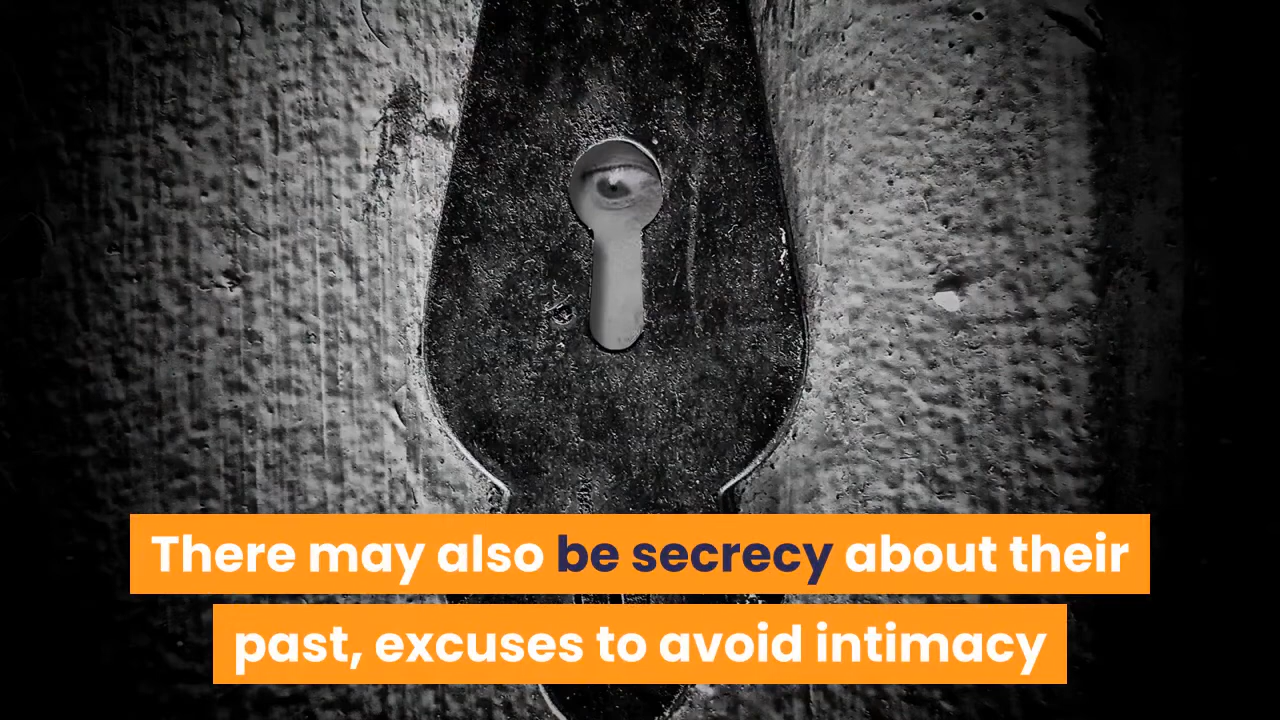 There may also be secrecy about their
past, excuses to avoid intimacy